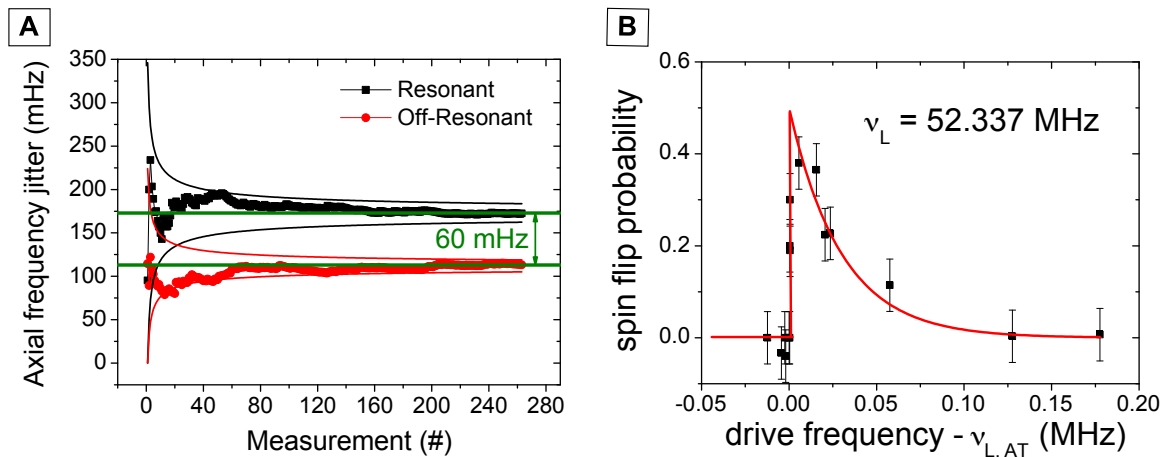 A
Axial frequency jitter (mHz)
350
300
250
200
150
100
50
0
Resonant
Off-Resonant
60 mHz
0 40 80 120 160 200 240 280
Measurement (#)
B
spin flip probability
0.6
0.4
0.2
0.0
ν_L = 52.337 MHz
-0.05 0.00 0.05 0.10 0.15 0.20
drive frequency - ν_L, AT (MHz)